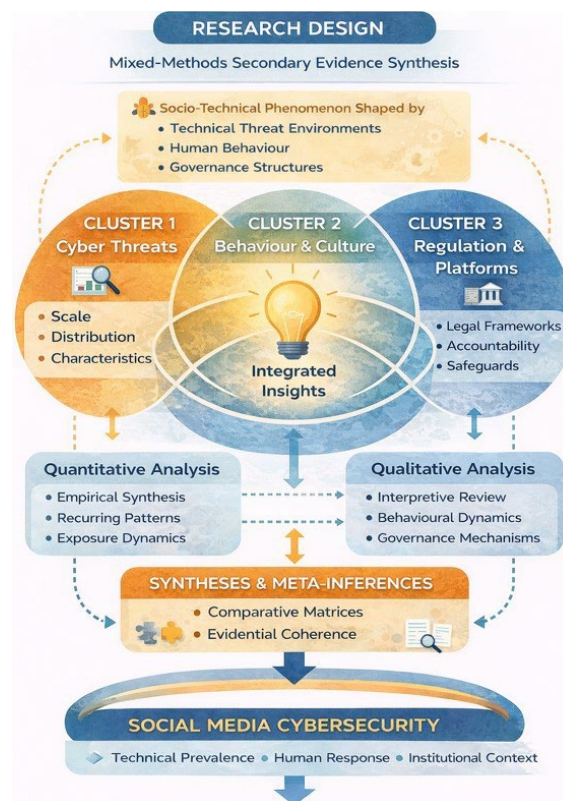 RESEARCH DESIGN
Mixed-Methods Secondary Evidence Synthesis
Socio-Technical Phenomenon Shaped by
• Technical Threat Environments
• Human Behaviour
• Governance Structures
CLUSTER 1
Cyber Threats
• Scale
• Distribution
• Characteristics
CLUSTER 2
Behaviour & Culture
Integrated
Insights
CLUSTER 3
Regulation &
Platforms
• Legal Frameworks
• Accountability
• Safeguards
Quantitative Analysis
• Empirical Synthesis
• Recurring Patterns
• Exposure Dynamics
Qualitative Analysis
• Interpretive Review
• Behavioural Dynamics
• Governance Mechanisms
SYNTHESES & META-INFERENCES
• Comparative Matrices
• Evidential Coherence
SOCIAL MEDIA CYBERSECURITY
Technical Prevalence • Human Response • Institutional Context